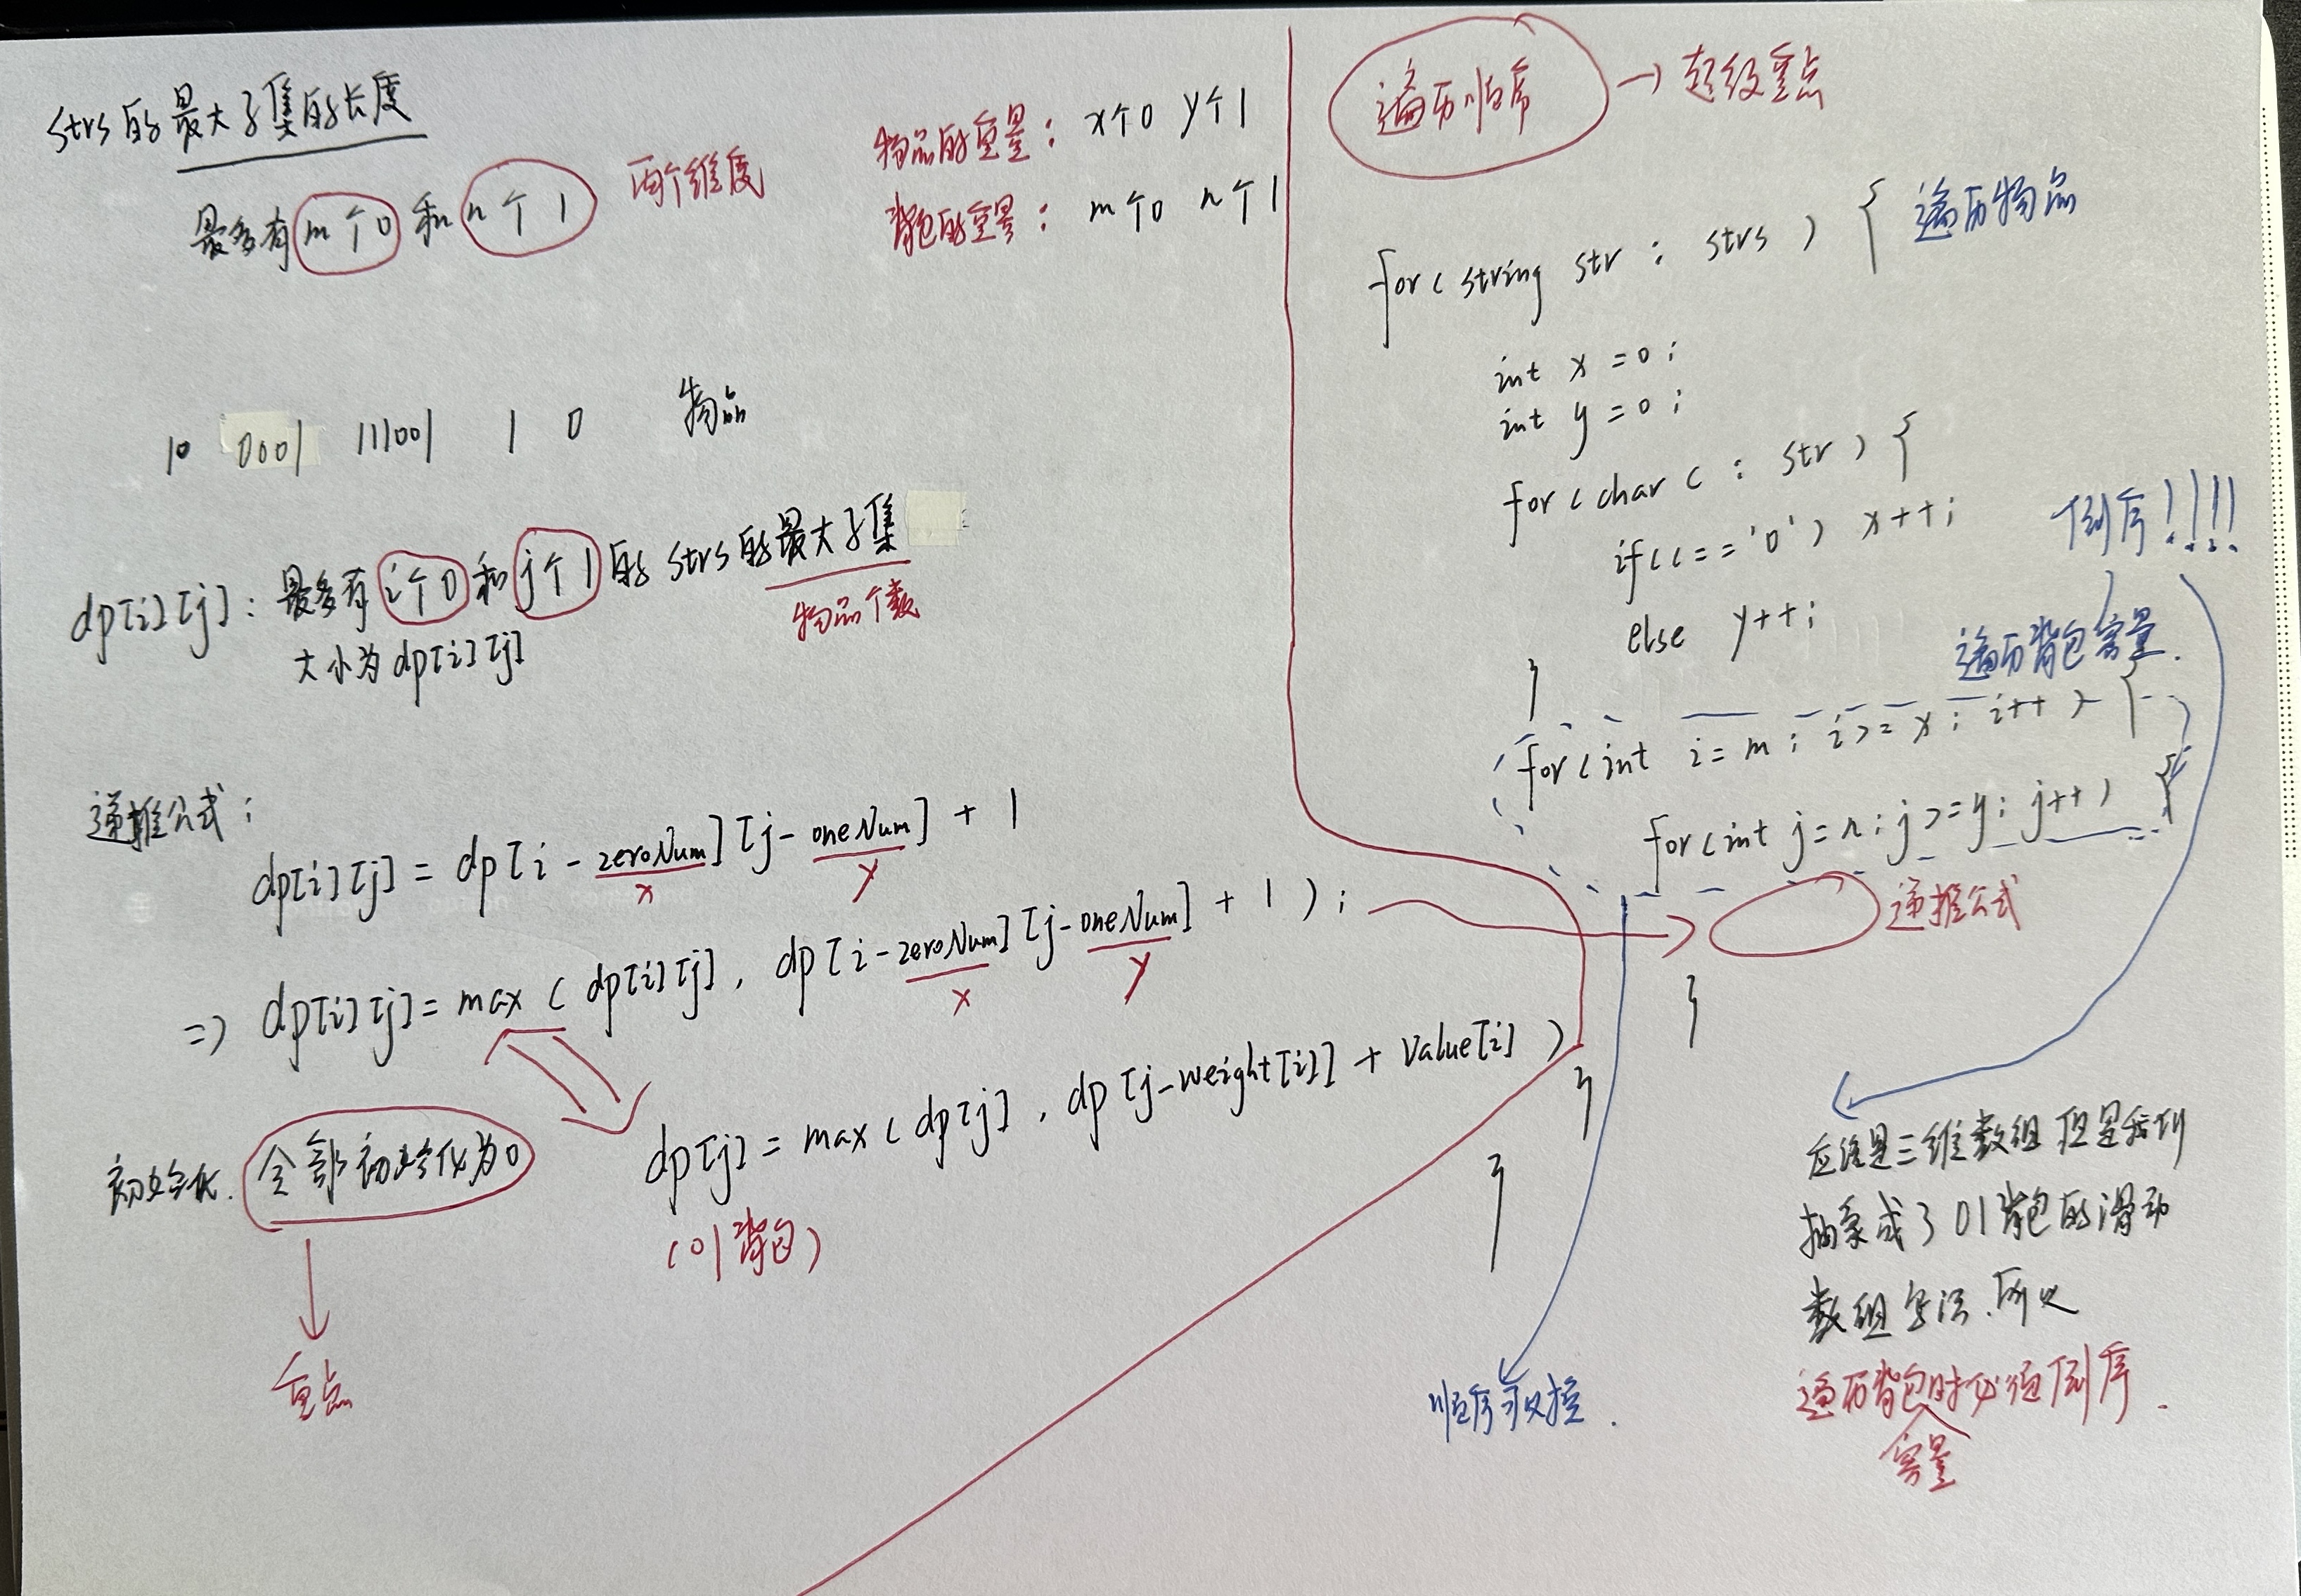 strs的最大子集的长度
最多有m个0和n个1 两个维度
物品的重量：x个0 y个1
背包的容量：m个0 n个1
10 0001 111001 1 0 物品
dp[i][j]：最多有i个0和j个1的strs的最大子集
物品个数
大小为dp[i][j]
递推公式：
dp[i][j] = dp[i - zeroNum][j - oneNum] + 1
x y
=> dp[i][j] = max(dp[i][j], dp[i - zeroNum][j - oneNum] + 1);
x y
dp[j] = max(dp[j], dp[j - weight[i]] + value[i])
(01背包)
初始化. 全部初始化为0
重点
遍历顺序 → 超级重点
for(string str : strs) { 遍历物品
int x = 0;
int y = 0;
for(char c : str) {
if(c == '0') x++;
else y++;
}
倒序!!!!
遍历背包容量.
for(int i = m; i >= x; i++) {
for(int j = n; j >= y; j++) {
递推公式
}
}
}
顺序可换.
应该是三维数组 但是我们
抽象成了01背包的滑动
数组写法.所以
遍历背包容量时必须倒序.